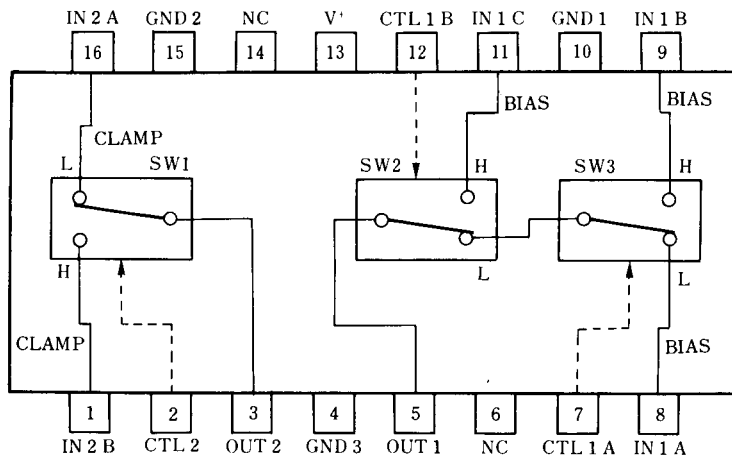 IN 2 A GND 2 NC V+ CTL 1 B IN 1 C GND 1 IN 1 B
16 15 14 13 12 11 10 9
BIAS BIAS
CLAMP
L SW1 SW2 H SW3 H
H L L
CLAMP BIAS
1 2 3 4 5 6 7 8
IN 2 B CTL 2 OUT 2 GND 3 OUT 1 NC CTL 1 A IN 1 A